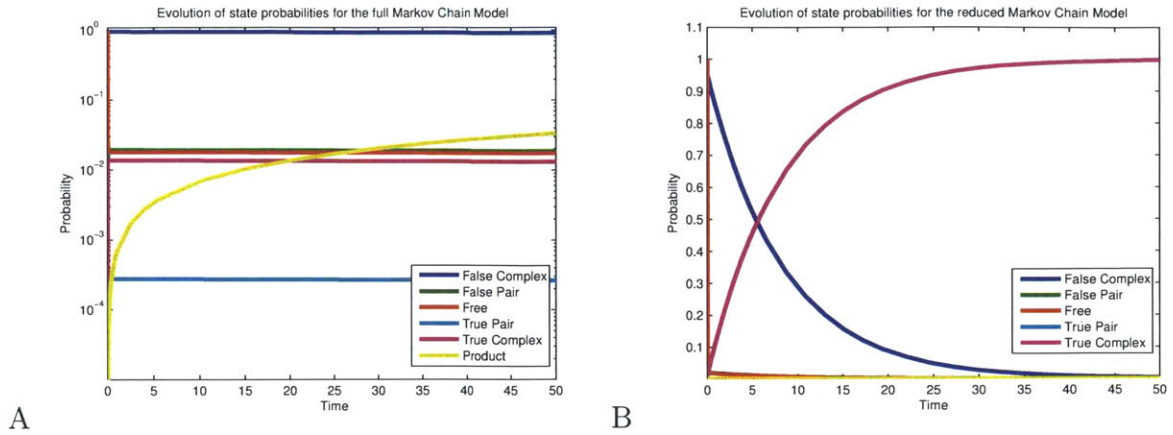 Evolution of state probabilities for the full Markov Chain Model
10^0
10^-1
10^-2
10^-3
10^-4
Probability
0 5 10 15 20 25 30 35 40 45 50
Time
False Complex
False Pair
Free
True Pair
True Complex
Product
A
Evolution of state probabilities for the reduced Markov Chain Model
1
0.9
0.8
0.7
0.6
0.5
0.4
0.3
0.2
0.1
Probability
0 5 10 15 20 25 30 35 40 45 50
Time
False Complex
False Pair
Free
True Pair
True Complex
B